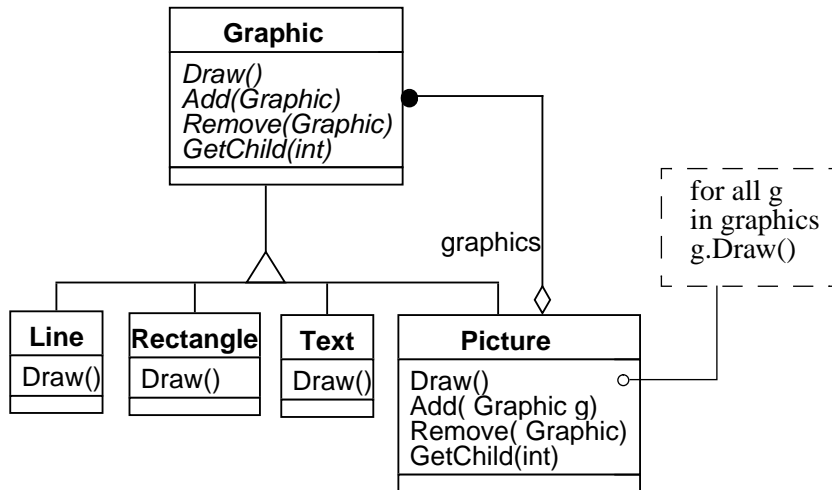 Graphic
Draw()
Add(Graphic)
Remove(Graphic)
GetChild(int)
for all g
in graphics
g.Draw()
graphics
Line
Draw()
Rectangle
Draw()
Text
Draw()
Picture
Draw()
Add( Graphic g)
Remove( Graphic)
GetChild(int)